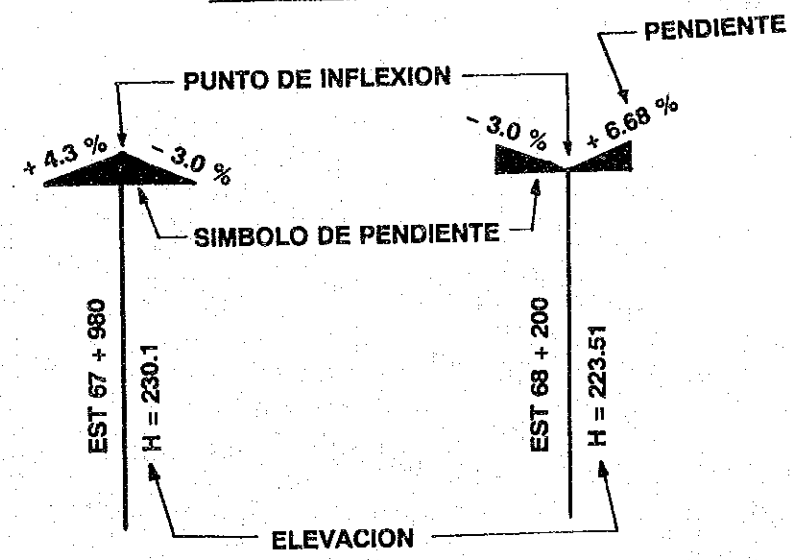 PENDIENTE
PUNTO DE INFLEXION
+ 4.3 %
- 3.0 %
- 3.0 %
+ 6.68 %
SIMBOLO DE PENDIENTE
EST 67 + 980
H = 230.1
EST 68 + 200
H = 223.51
ELEVACION